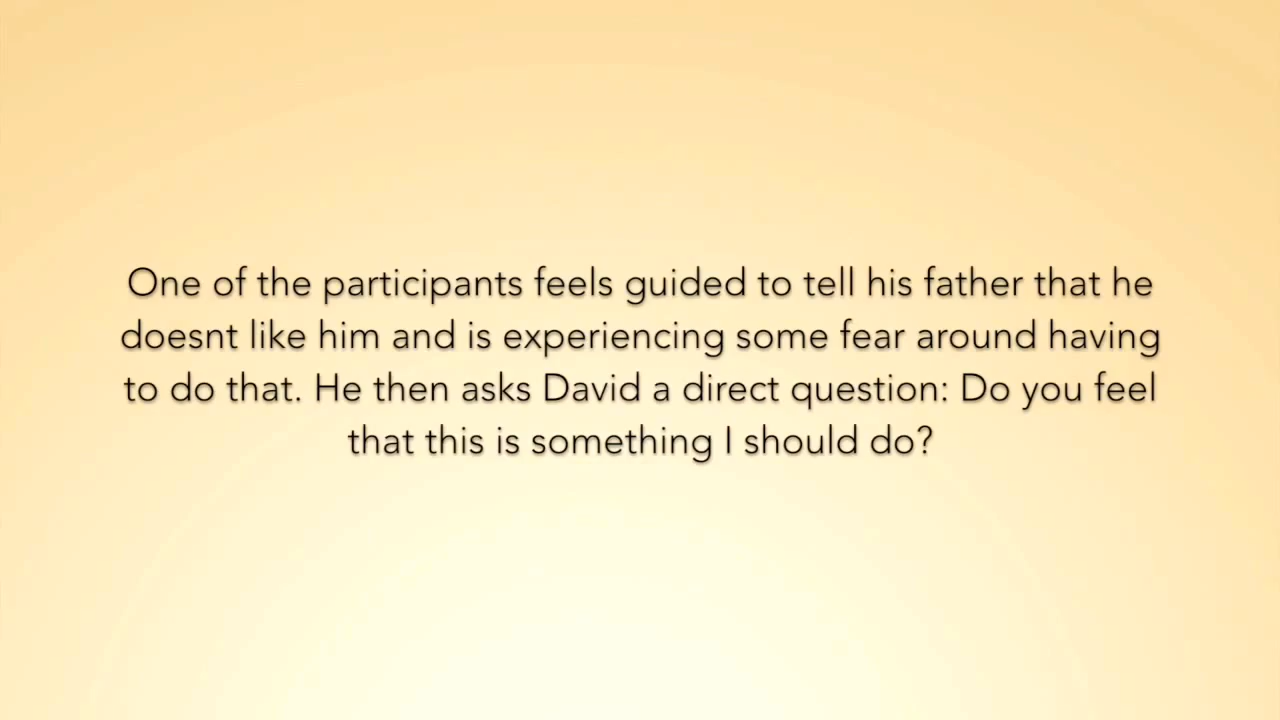 One of the participants feels guided to tell his father that he
doesnt like him and is experiencing some fear around having
to do that. He then asks David a direct question: Do you feel
that this is something I should do?